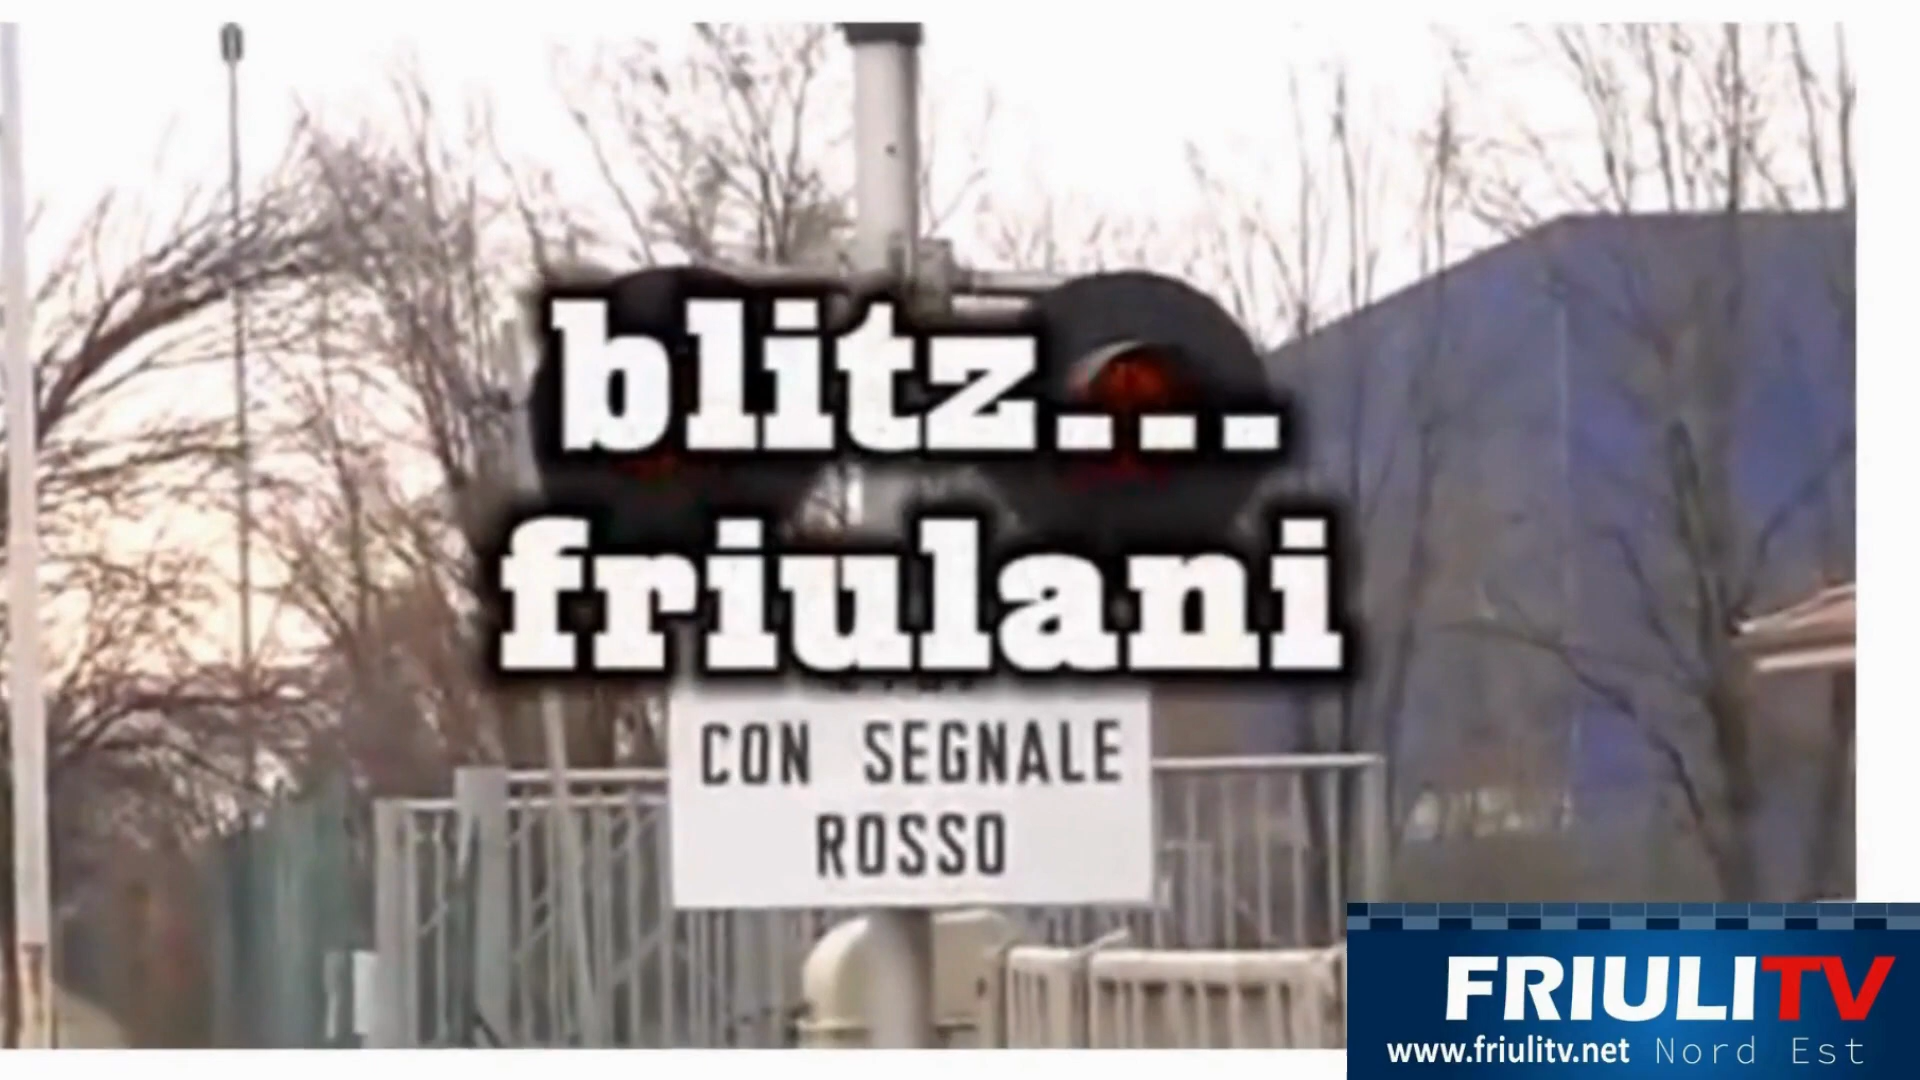 blitz...
friulani
CON SEGNALE
ROSSO
FRIULITV
www.friulitv.net Nord Est